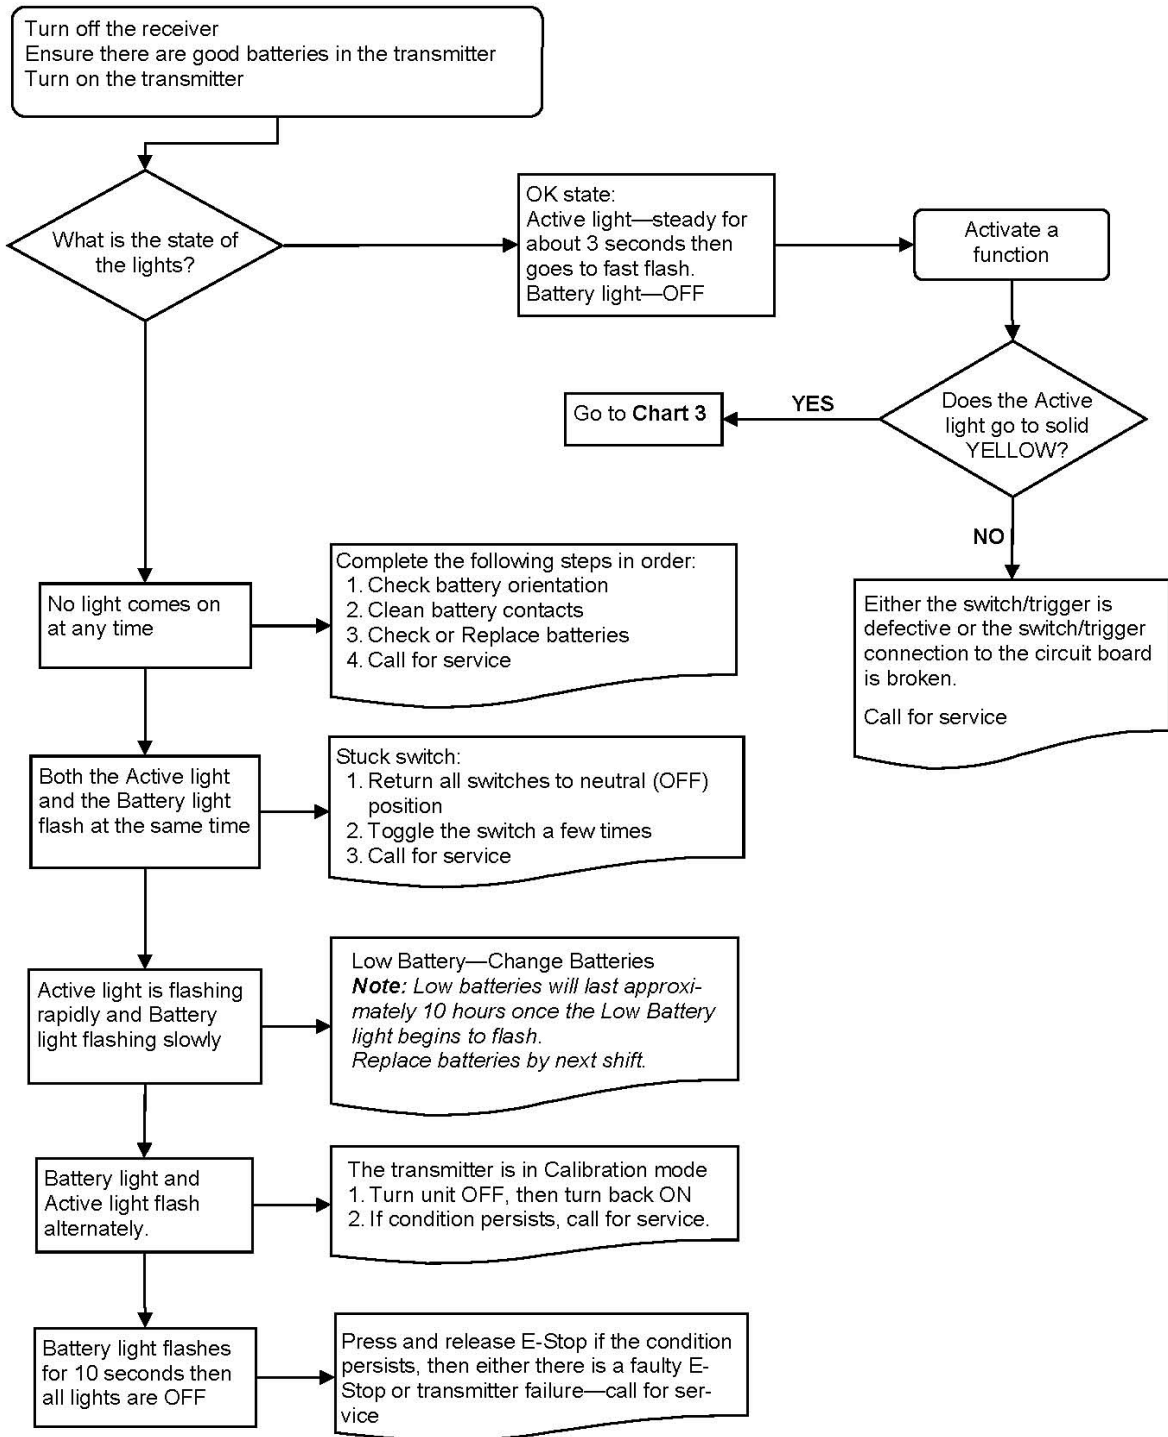 Turn off the receiver
Ensure there are good batteries in the transmitter
Turn on the transmitter
What is the state of
the lights?
OK state:
Active light—steady for
about 3 seconds then
goes to fast flash.
Battery light—OFF
Activate a
function
Does the Active
light go to solid
YELLOW?
YES
Go to Chart 3
NO
Either the switch/trigger is
defective or the switch/trigger
connection to the circuit board
is broken.
Call for service
No light comes on
at any time
Complete the following steps in order:
1. Check battery orientation
2. Clean battery contacts
3. Check or Replace batteries
4. Call for service
Both the Active light
and the Battery light
flash at the same time
Stuck switch:
1. Return all switches to neutral (OFF)
position
2. Toggle the switch a few times
3. Call for service
Active light is flashing
rapidly and Battery
light flashing slowly
Low Battery—Change Batteries
Note: Low batteries will last approxi-
mately 10 hours once the Low Battery
light begins to flash.
Replace batteries by next shift.
Battery light and
Active light flash
alternately.
The transmitter is in Calibration mode
1. Turn unit OFF, then turn back ON
2. If condition persists, call for service.
Battery light flashes
for 10 seconds then
all lights are OFF
Press and release E-Stop if the condition
persists, then either there is a faulty E-
Stop or transmitter failure—call for ser-
vice